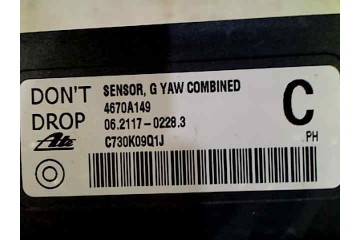 DON'T DROP
Ate
SENSOR, G YAW COMBINED
4670A149
06.2117-0228.3
C730K09Q1J
C
PH